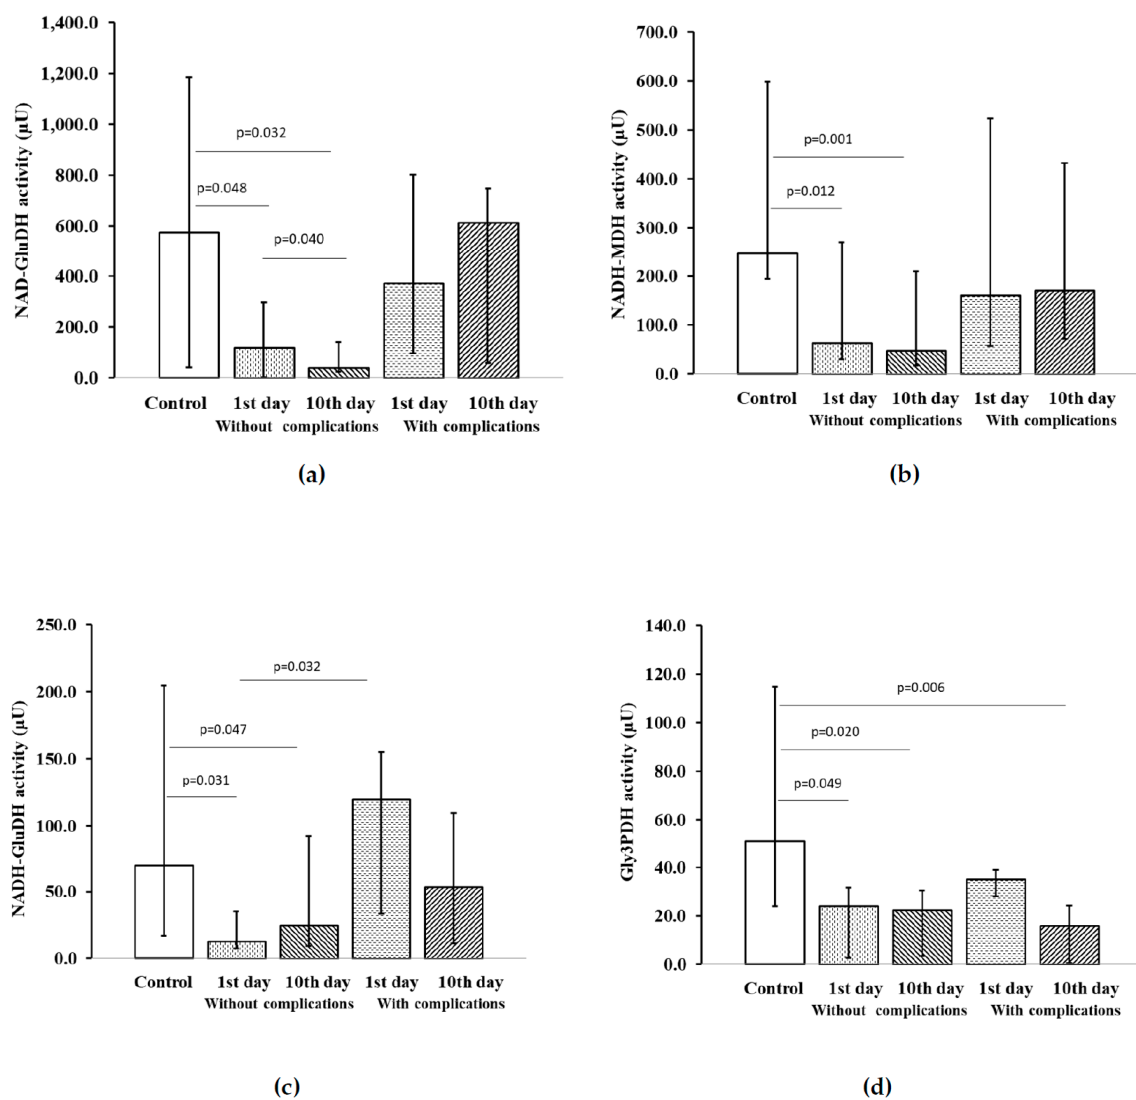 1,400.0
1,200.0
1,000.0
800.0
600.0
400.0
200.0
0.0
NAD-GluDH activity (µU)
p=0.032
p=0.048
p=0.040
Control 1st day 10th day 1st day 10th day
Without complications With complications
(a)
700.0
600.0
500.0
400.0
300.0
200.0
100.0
0.0
NADH-MDH activity (µU)
p=0.001
p=0.012
Control 1st day 10th day 1st day 10th day
Without complications With complications
(b)
250.0
200.0
150.0
100.0
50.0
0.0
NADH-GluDH activity (µU)
p=0.032
p=0.047
p=0.031
Control 1st day 10th day 1st day 10th day
Without complications With complications
(c)
140.0
120.0
100.0
80.0
60.0
40.0
20.0
0.0
Gly3PDH activity (µU)
p=0.006
p=0.020
p=0.049
Control 1st day 10th day 1st day 10th day
Without complications With complications
(d)